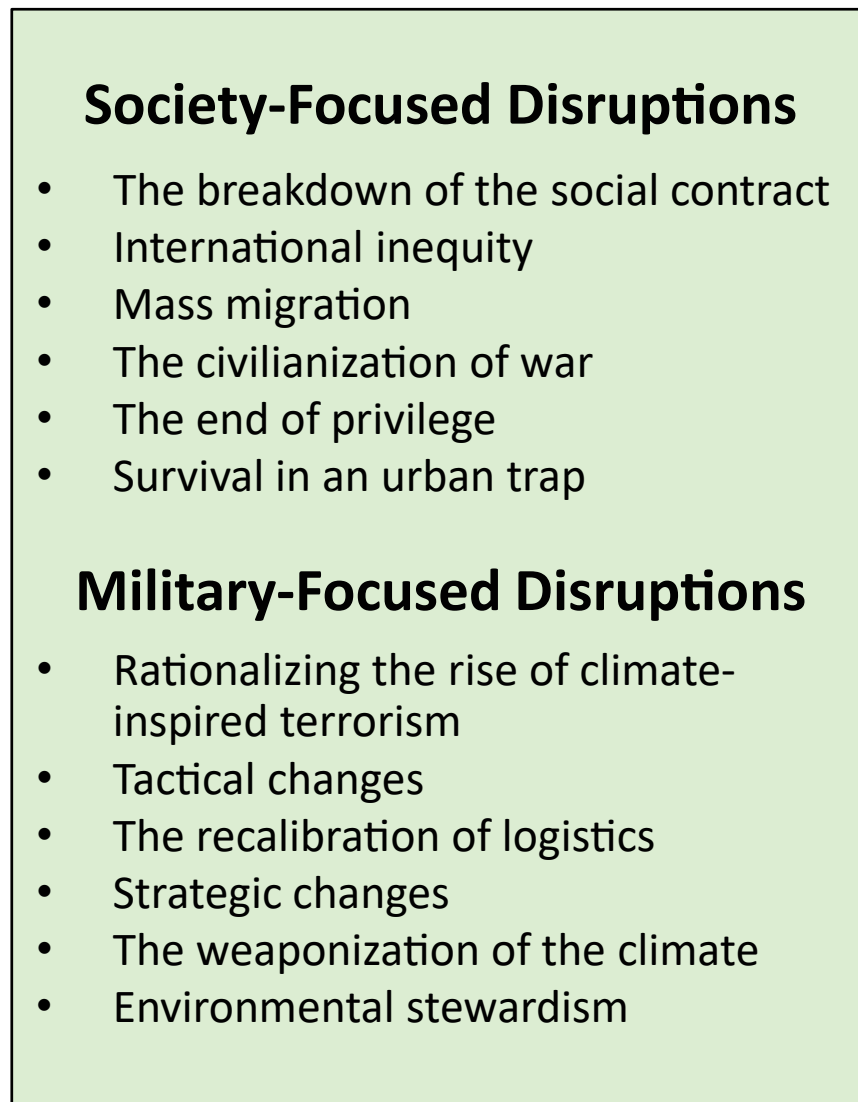 Society-Focused Disruptions
• The breakdown of the social contract
• International inequity
• Mass migration
• The civilianization of war
• The end of privilege
• Survival in an urban trap
Military-Focused Disruptions
• Rationalizing the rise of climate-
inspired terrorism
• Tactical changes
• The recalibration of logistics
• Strategic changes
• The weaponization of the climate
• Environmental stewardism